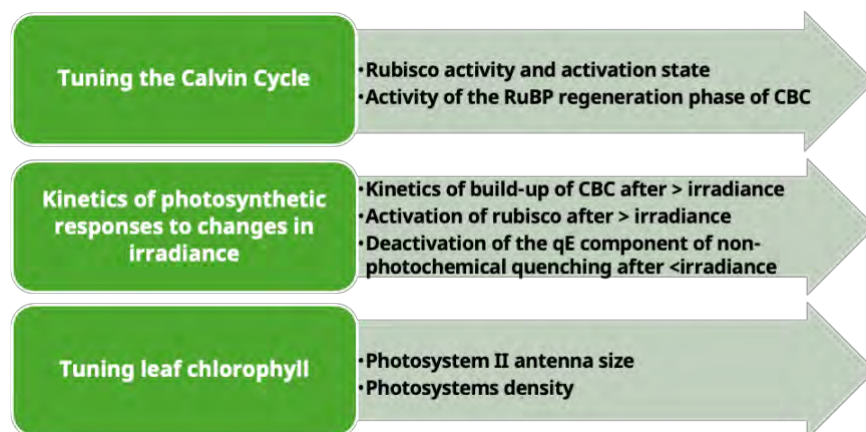 Tuning the Calvin Cycle
•Rubisco activity and activation state
•Activity of the RuBP regeneration phase of CBC
Kinetics of photosynthetic
responses to changes in
irradiance
•Kinetics of build-up of CBC after > irradiance
•Activation of rubisco after > irradiance
•Deactivation of the qE component of non-
photochemical quenching after <irradiance
Tuning leaf chlorophyll
•Photosystem II antenna size
•Photosystems density